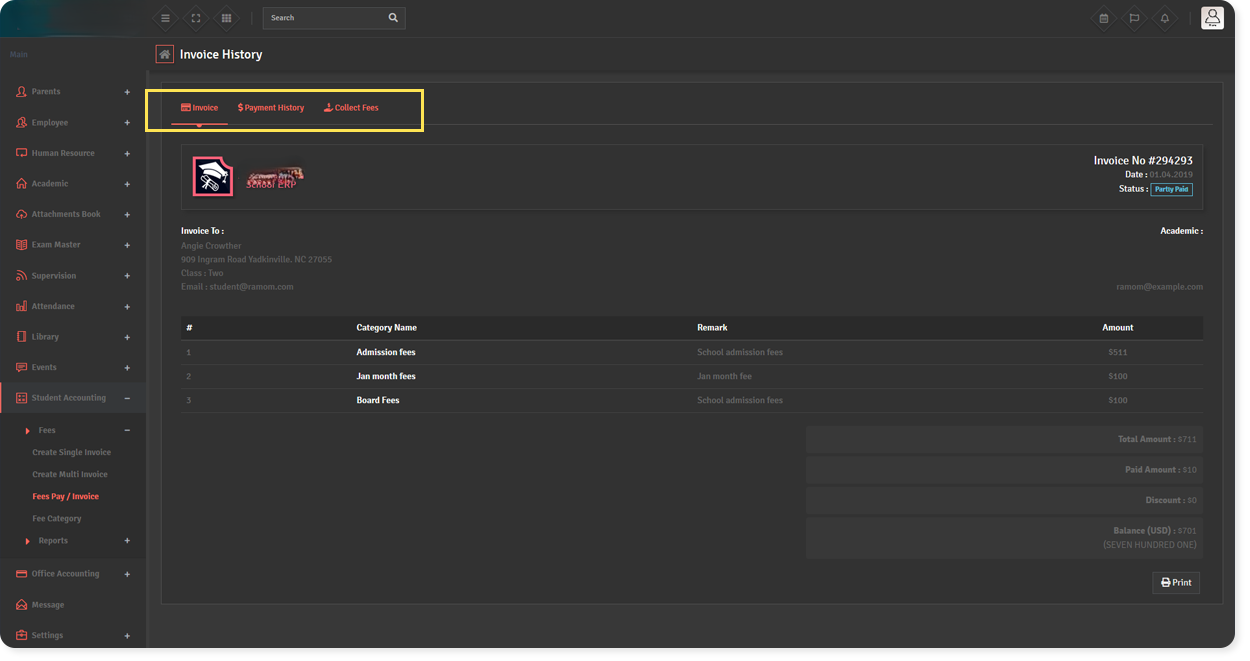 Search
Main
Invoice History
Parents +
Employee +
Human Resource +
Academic +
Attachments Book +
Exam Master +
Supervision +
Attendance +
Library +
Events +
Student Accounting −
Fees −
Create Single Invoice
Create Multi Invoice
Fees Pay / Invoice
Fee Category
Reports +
Office Accounting +
Message
Settings +
Invoice $ Payment History Collect Fees
School ERP
Invoice No #294293
Date : 01.04.2019
Status : Partly Paid
Invoice To :
Angie Crowther
909 Ingram Road Yadkinville, NC 27055
Class : Two
Email : student@ramom.com
Academic :
ramom@example.com
# Category Name Remark Amount
1 Admission fees School admission fees $511
2 Jan month fees Jan month fee $100
3 Board Fees School admission fees $100
Total Amount : $711
Paid Amount : $10
Discount : $0
Balance (USD) : $701
(SEVEN HUNDRED ONE)
Print